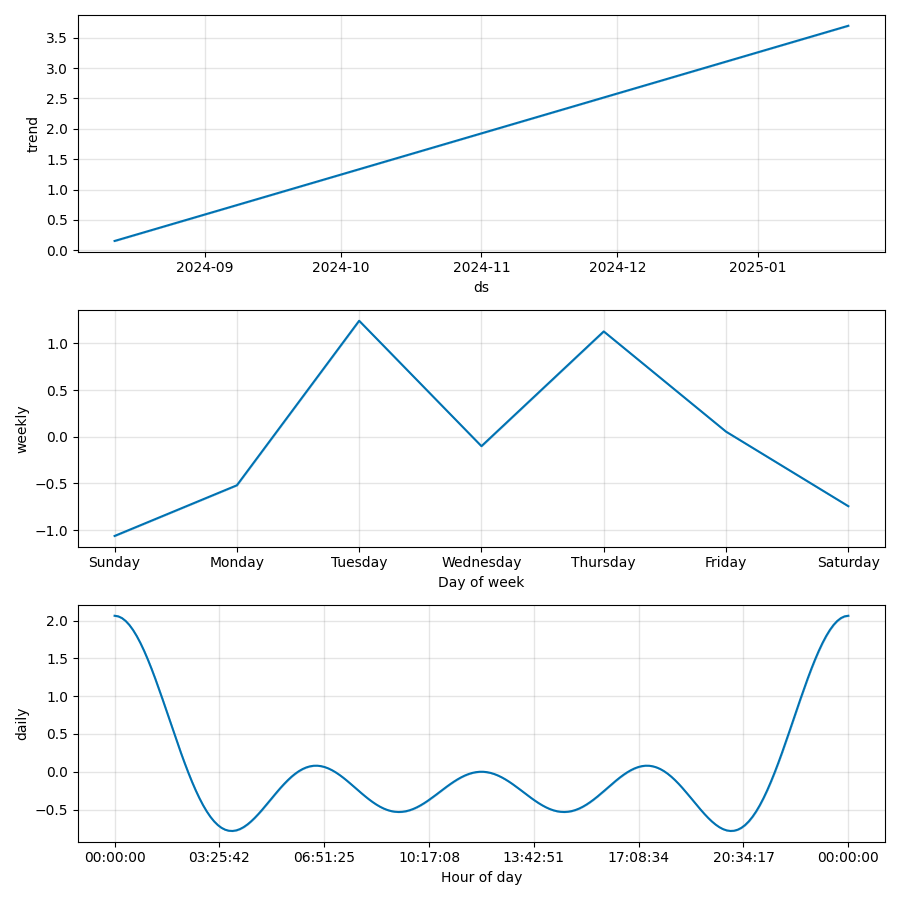 trend
3.5
3.0
2.5
2.0
1.5
1.0
0.5
0.0
2024-09 2024-10 2024-11 2024-12 2025-01
ds
weekly
1.0
0.5
0.0
−0.5
−1.0
Sunday Monday Tuesday Wednesday Thursday Friday Saturday
Day of week
daily
2.0
1.5
1.0
0.5
0.0
−0.5
00:00:00 03:25:42 06:51:25 10:17:08 13:42:51 17:08:34 20:34:17 00:00:00
Hour of day